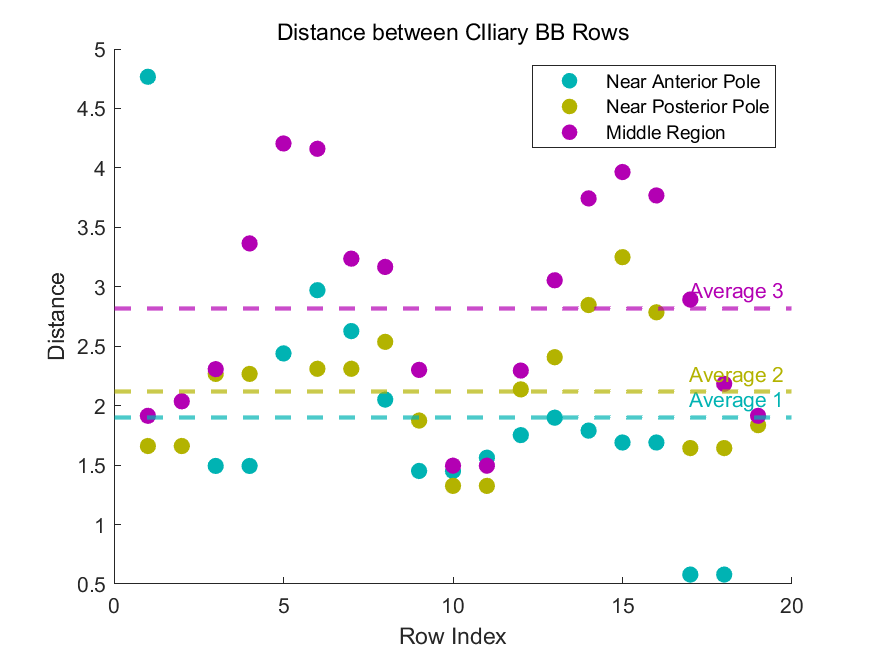 Distance between CIliary BB Rows
5
4.5
4
3.5
3
2.5
2
1.5
1
0.5
Distance
Near Anterior Pole
Near Posterior Pole
Middle Region
Average 3
Average 2
Average 1
0 5 10 15 20
Row Index